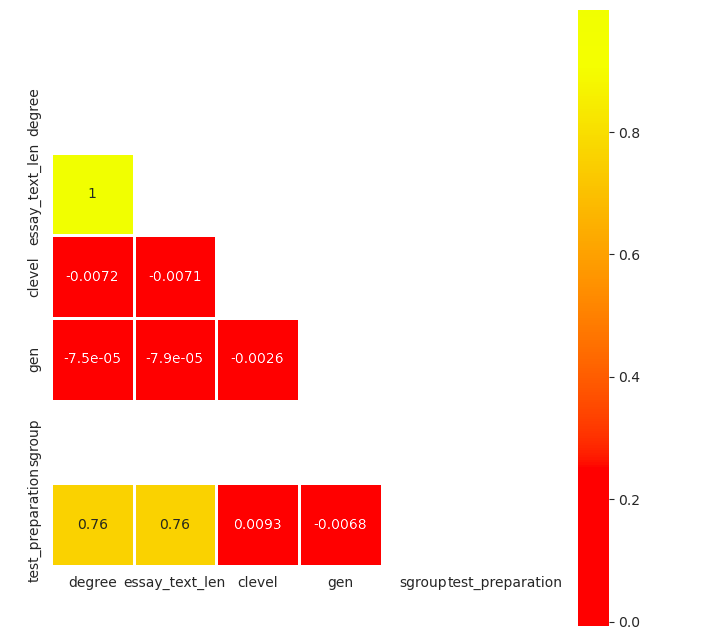 degree
essay_text_len
clevel
gen
sgroup
test_preparation
1
-0.0072 -0.0071
-7.5e-05 -7.9e-05 -0.0026
0.76 0.76 0.0093 -0.0068
degree essay_text_len clevel gen sgroup test_preparation
0.8
0.6
0.4
0.2
0.0